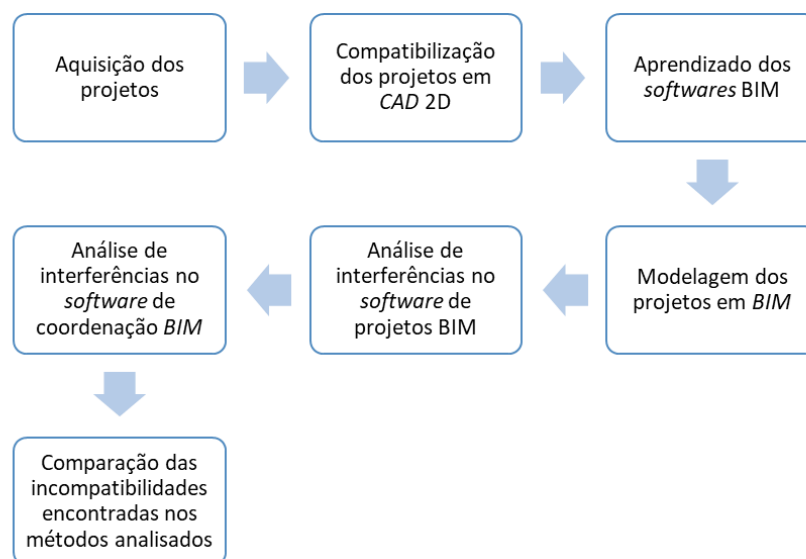 Aquisição dos
projetos
Compatibilização
dos projetos em
CAD 2D
Aprendizado dos
softwares BIM
Modelagem dos
projetos em BIM
Análise de
interferências no
software de
projetos BIM
Análise de
interferências no
software de
coordenação BIM
Comparação das
incompatibilidades
encontradas nos
métodos analisados